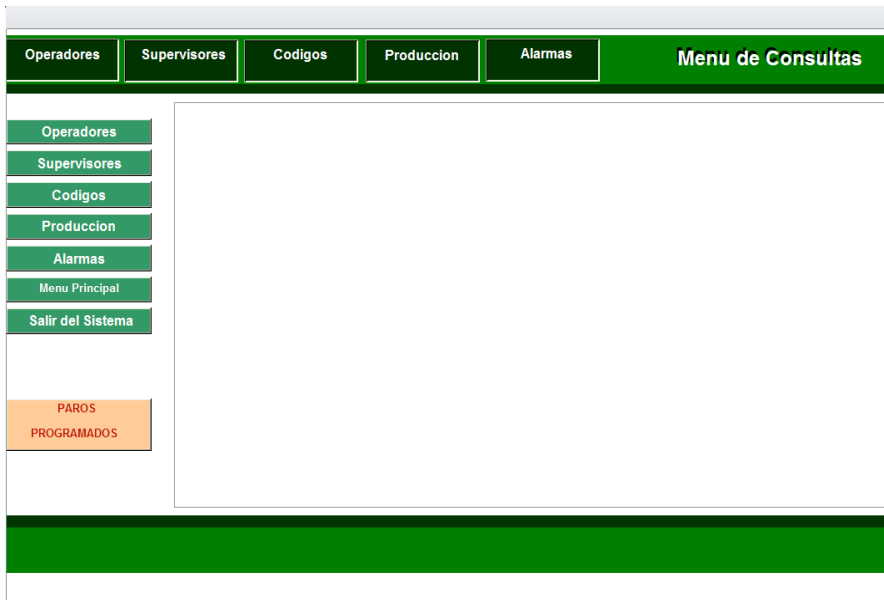 Operadores
Supervisores
Codigos
Produccion
Alarmas
Menu de Consultas
Operadores
Supervisores
Codigos
Produccion
Alarmas
Menu Principal
Salir del Sistema
PAROS
PROGRAMADOS